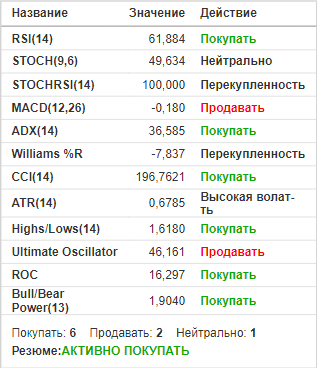 Название Значение Действие
RSI(14) 61,884 Покупать
STOCH(9,6) 49,634 Нейтрально
STOCHRSI(14) 100,000 Перекупленность
MACD(12,26) -0,180 Продавать
ADX(14) 36,585 Покупать
Williams %R -7,837 Перекупленность
CCI(14) 196,7621 Покупать
ATR(14) 0,6785 Высокая волат-
ть
Highs/Lows(14) 1,6180 Покупать
Ultimate Oscillator 46,161 Продавать
ROC 16,297 Покупать
Bull/Bear
Power(13) 1,9040 Покупать
Покупать: 6 Продавать: 2 Нейтрально: 1
Резюме:АКТИВНО ПОКУПАТЬ